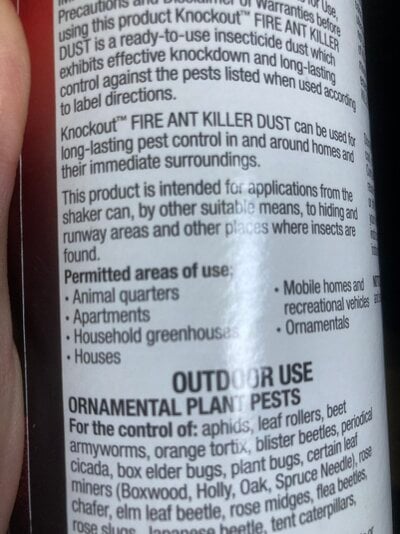 Precautions and Disclaimer of Warranties before
using this product Knockout™ FIRE ANT KILLER
DUST is a ready-to-use insecticide dust which
exhibits effective knockdown and long-lasting
control against the pests listed when used according
to label directions.
Knockout™ FIRE ANT KILLER DUST can be used for
long-lasting pest control in and around homes and
their immediate surroundings.
This product is intended for applications from the
shaker can, by other suitable means, to hiding and
runway areas and other places where insects are
found.
Permitted areas of use:
• Animal quarters
• Apartments
• Household greenhouses
• Houses
• Mobile homes and
recreational vehicles
• Ornamentals
OUTDOOR USE
ORNAMENTAL PLANT PESTS
For the control of: aphids, leaf rollers, beet
armyworms, orange tortix, blister beetles, periodical
cicada, box elder bugs, plant bugs, certain leaf
miners (Boxwood, Holly, Oak, Spruce Needle), rose
chafer, elm leaf beetle, rose midges, flea beetles,
rose slugs, Japanese beetle, tent caterpillars,